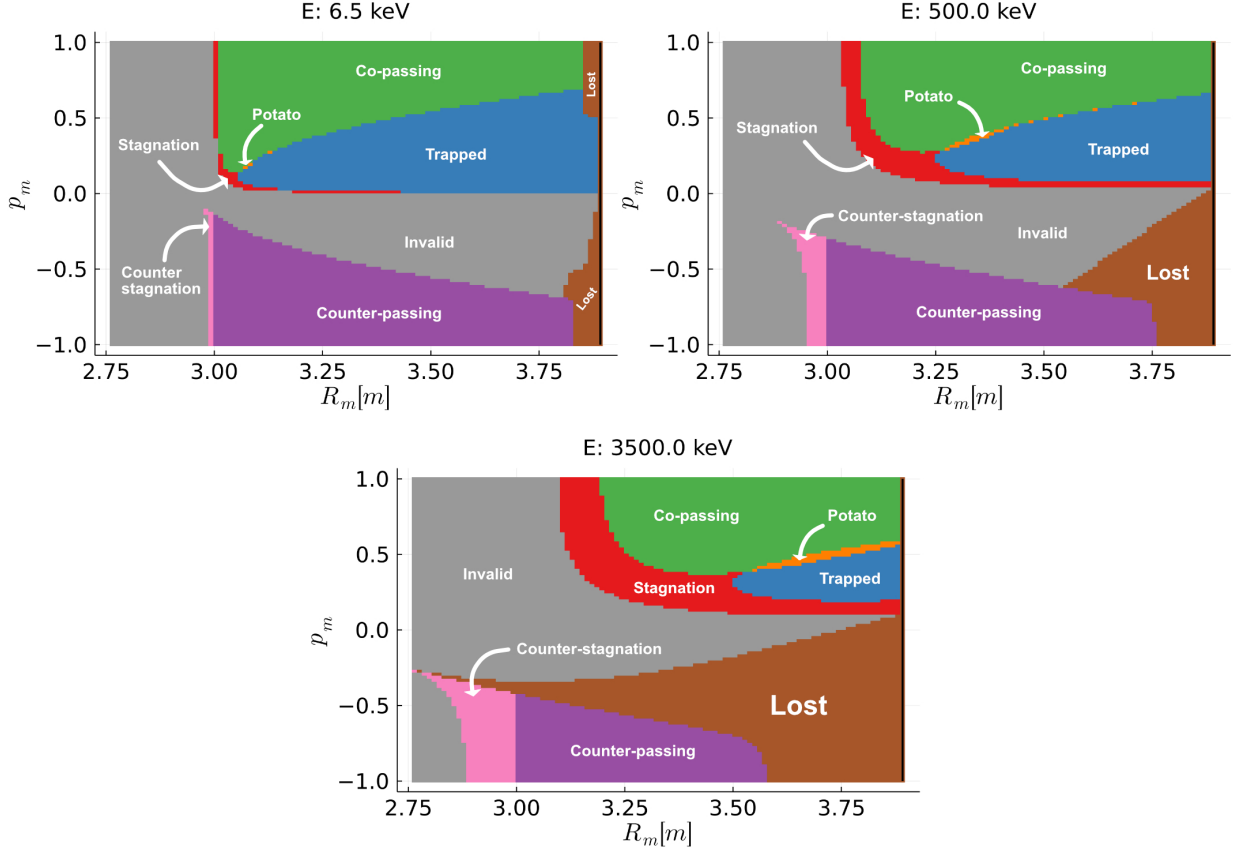 E: 6.5 keV
1.0
0.5
0.0
−0.5
−1.0
p_m
Co-passing
Lost
Potato
Stagnation
Trapped
Invalid
Counter
stagnation
Lost
Counter-passing
2.75
3.00
3.25
3.50
3.75
R_m[m]
E: 500.0 keV
1.0
0.5
0.0
−0.5
−1.0
p_m
Co-passing
Potato
Stagnation
Trapped
Counter-stagnation
Invalid
Lost
Counter-passing
2.75
3.00
3.25
3.50
3.75
R_m[m]
E: 3500.0 keV
1.0
0.5
0.0
−0.5
−1.0
p_m
Co-passing
Potato
Invalid
Stagnation
Trapped
Counter-stagnation
Lost
Counter-passing
2.75
3.00
3.25
3.50
3.75
R_m[m]